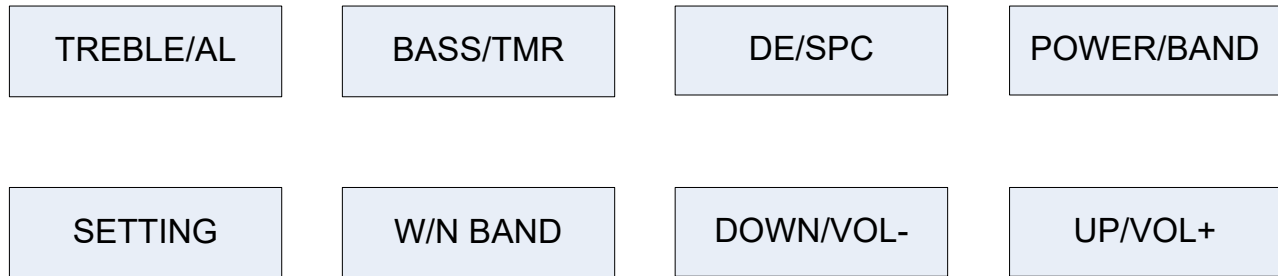 TREBLE/AL
BASS/TMR
DE/SPC
POWER/BAND
SETTING
W/N BAND
DOWN/VOL-
UP/VOL+